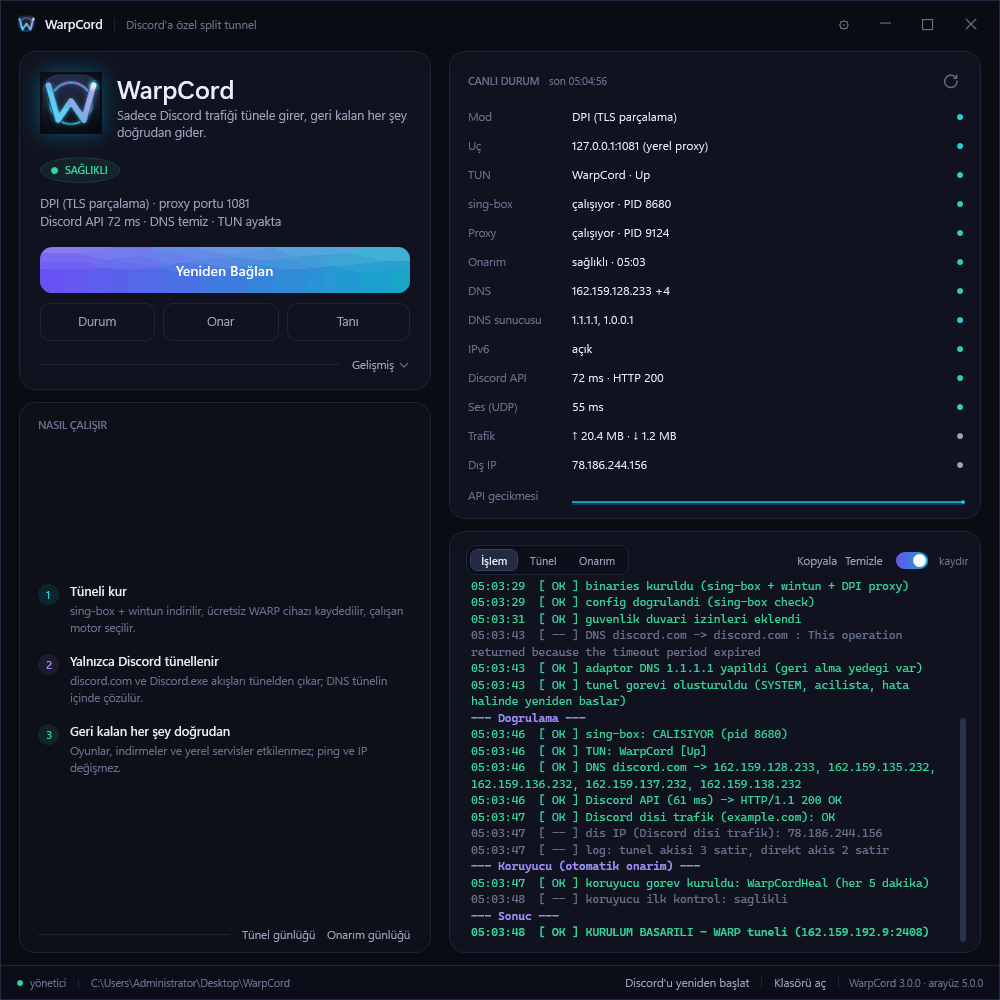 WarpCord
Discord'a özel split tunnel
WarpCord
Sadece Discord trafiği tünele girer, geri kalan her şey
doğrudan gider.
SAĞLIKLI
DPI (TLS parçalama) · proxy portu 1081
Discord API 72 ms · DNS temiz · TUN ayakta
Yeniden Bağlan
Durum
Onar
Tanı
Gelişmiş
NASIL ÇALIŞIR
1 Tüneli kur
sing-box + wintun indirilir, ücretsiz WARP cihazı kaydedilir, çalışan
motor seçilir.
2 Yalnızca Discord tünellenir
discord.com ve Discord.exe akışları tünelden çıkar; DNS tünelin
içinde çözülür.
3 Geri kalan her şey doğrudan
Oyunlar, indirmeler ve yerel servisler etkilenmez; ping ve IP
değişmez.
Tünel günlüğü Onarım günlüğü
CANLI DURUM son 05:04:56
Mod DPI (TLS parçalama)
Uç 127.0.0.1:1081 (yerel proxy)
TUN WarpCord · Up
sing-box çalışıyor · PID 8680
Proxy çalışıyor · PID 9124
Onarım sağlıklı · 05:03
DNS 162.159.128.233 +4
DNS sunucusu 1.1.1.1, 1.0.0.1
IPv6 açık
Discord API 72 ms · HTTP 200
Ses (UDP) 55 ms
Trafik ↑ 20.4 MB · ↓ 1.2 MB
Dış IP 78.186.244.156
API gecikmesi
İşlem Tünel Onarım Kopyala Temizle kaydır
05:03:29 [ OK ] binaries kuruldu (sing-box + wintun + DPI proxy)
05:03:29 [ OK ] config dogrulandi (sing-box check)
05:03:31 [ OK ] guvenlik duvari izinleri eklendi
05:03:43 [ -- ] DNS discord.com -> discord.com : This operation
returned because the timeout period expired
05:03:43 [ OK ] adaptor DNS 1.1.1.1 yapildi (geri alma yedegi var)
05:03:43 [ OK ] tunel gorevi olusturuldu (SYSTEM, acilista, hata
halinde yeniden baslar)
--- Dogrulama ---
05:03:46 [ OK ] sing-box: CALISIYOR (pid 8680)
05:03:46 [ OK ] TUN: WarpCord [Up]
05:03:46 [ OK ] DNS discord.com -> 162.159.128.233, 162.159.135.232,
162.159.136.232, 162.159.137.232, 162.159.138.232
05:03:46 [ OK ] Discord API (61 ms) -> HTTP/1.1 200 OK
05:03:47 [ OK ] Discord disi trafik (example.com): OK
05:03:47 [ -- ] dis IP (Discord disi trafik): 78.186.244.156
05:03:47 [ -- ] log: tunel akisi 3 satir, direkt akis 2 satir
--- Koruyucu (otomatik onarim) ---
05:03:47 [ OK ] koruyucu gorev kuruldu: WarpCordHeal (her 5 dakika)
05:03:48 [ -- ] koruyucu ilk kontrol: saglikli
--- Sonuc ---
05:03:48 [ OK ] KURULUM BASARILI - WARP tuneli (162.159.192.9:2408)
yönetici C:\Users\Administrator\Desktop\WarpCord Discord'u yeniden başlat Klasörü aç WarpCord 3.0.0 · arayüz 5.0.0